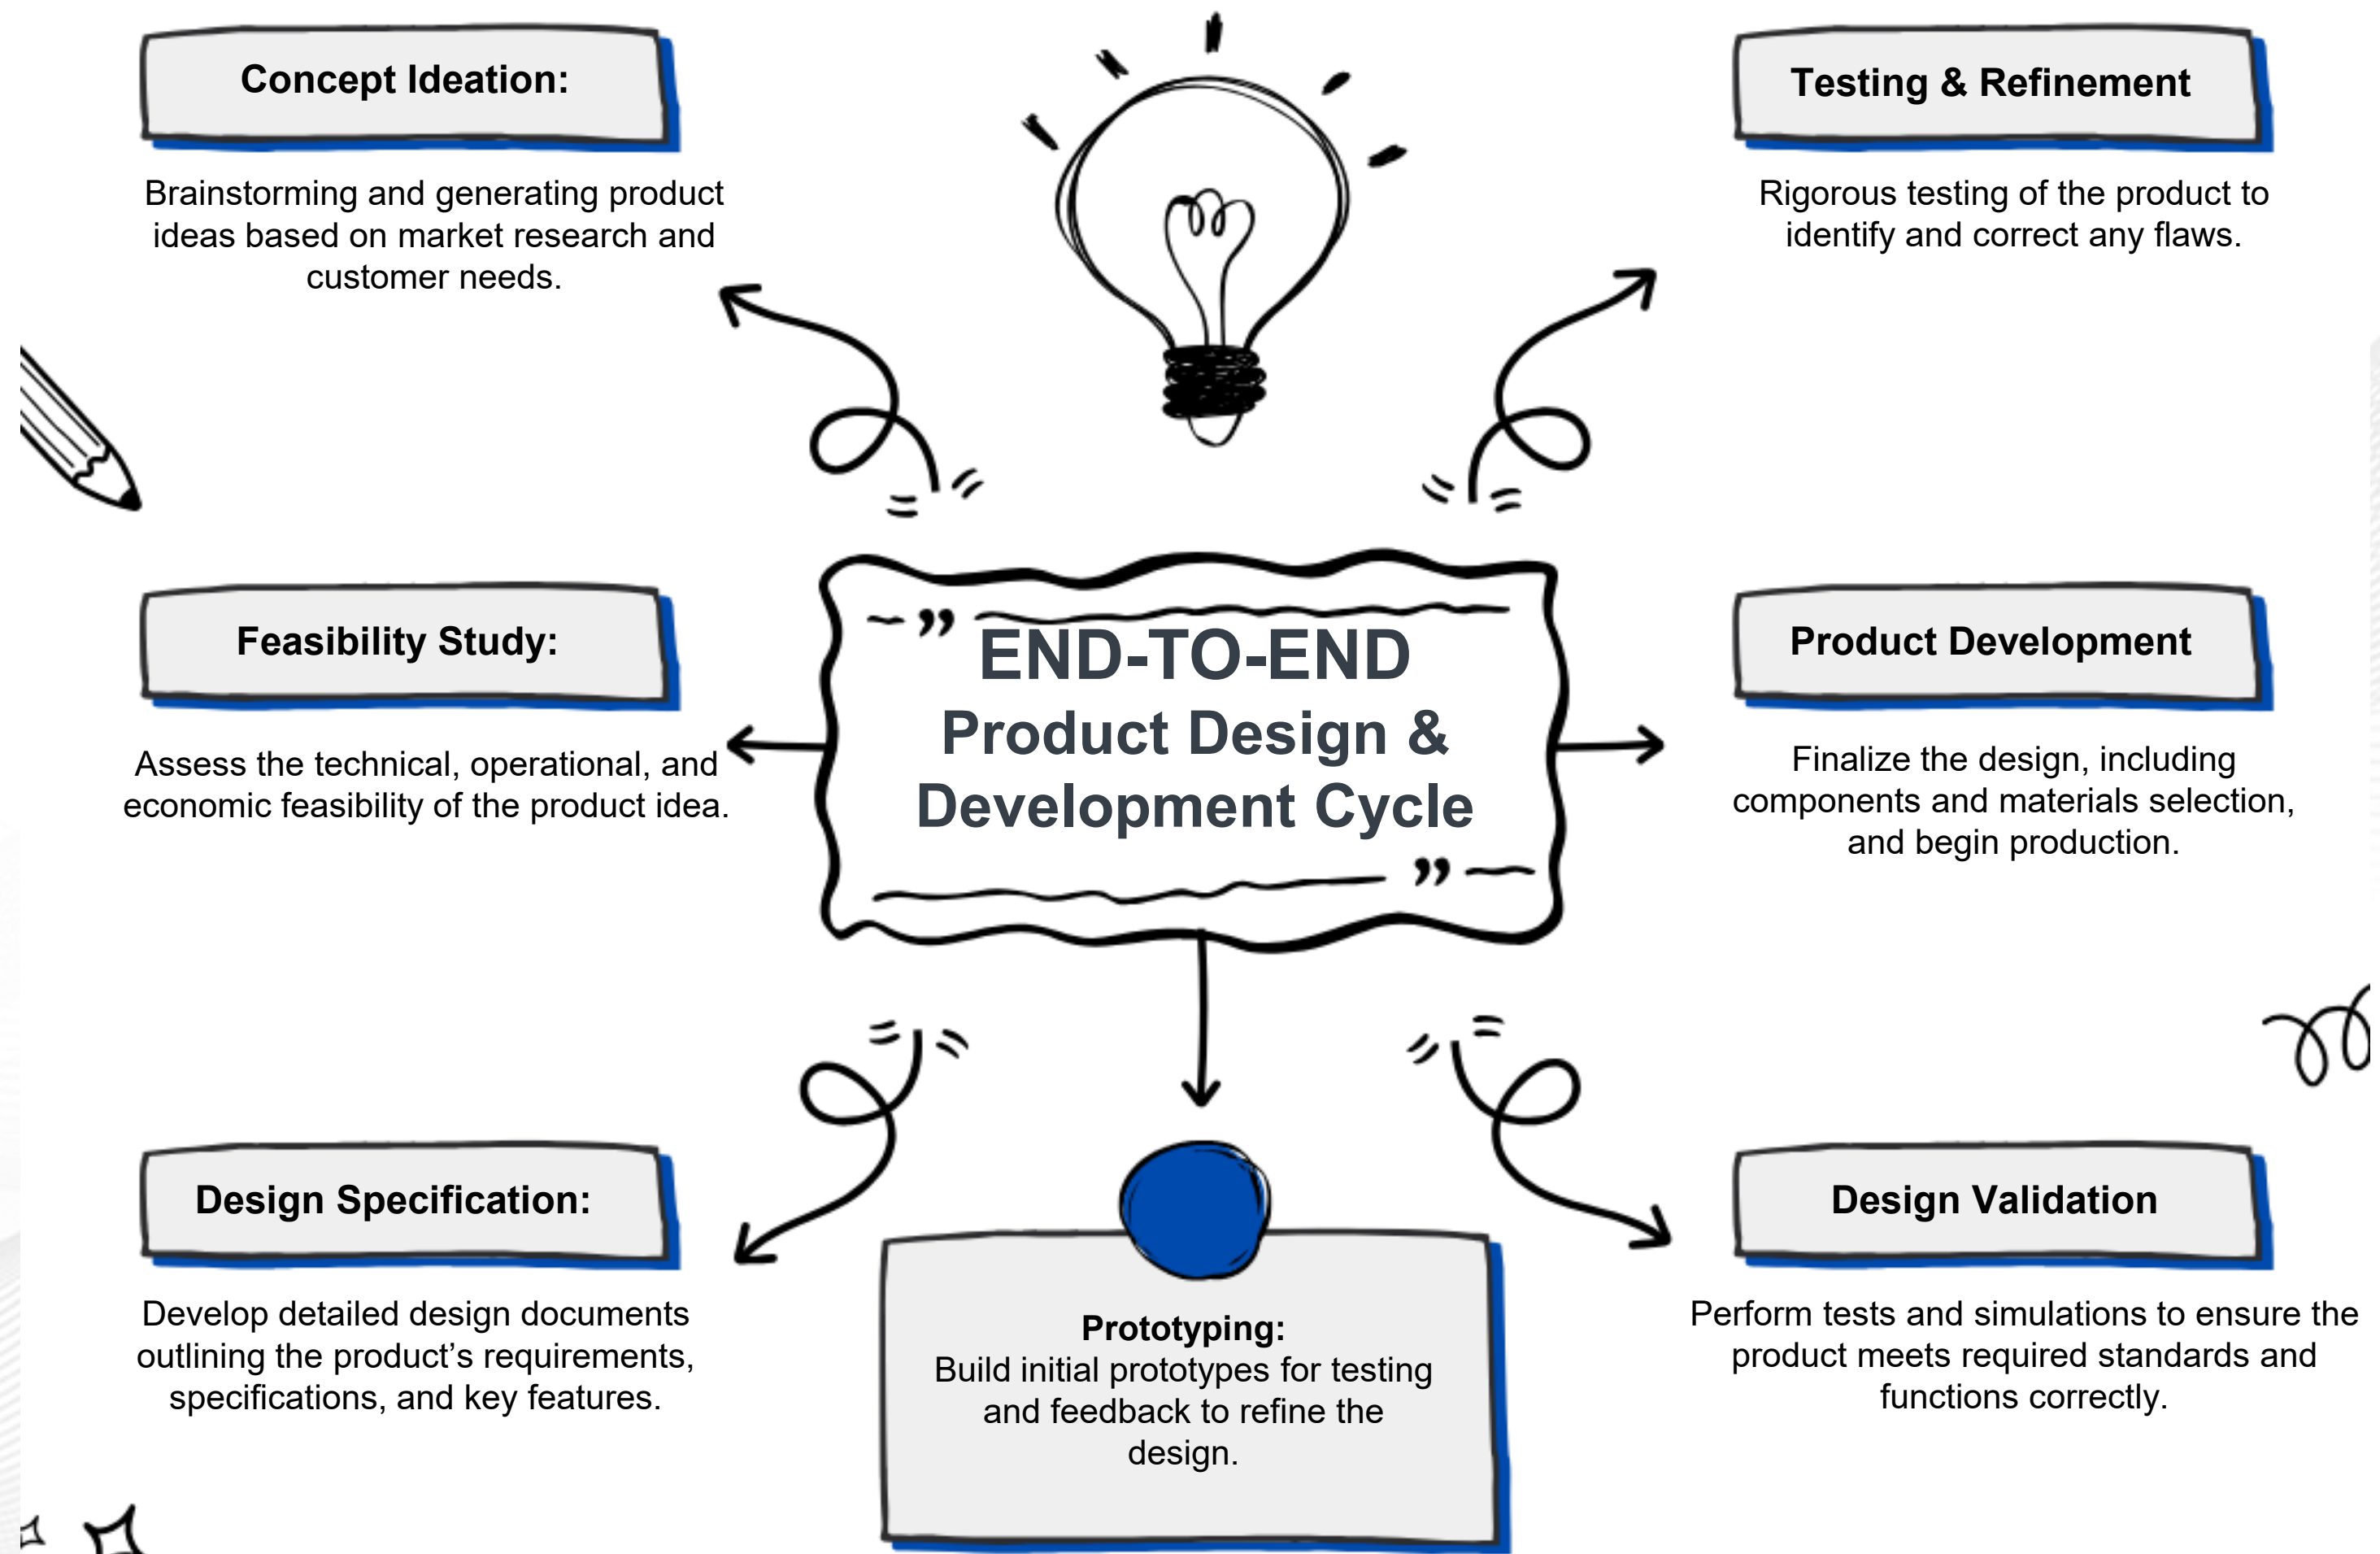 Concept Ideation:
Brainstorming and generating product
ideas based on market research and
customer needs.
Feasibility Study:
Assess the technical, operational, and
economic feasibility of the product idea.
Design Specification:
Develop detailed design documents
outlining the product’s requirements,
specifications, and key features.
”
END-TO-END
Product Design &
Development Cycle
”
Prototyping:
Build initial prototypes for testing
and feedback to refine the
design.
Testing & Refinement
Rigorous testing of the product to
identify and correct any flaws.
Product Development
Finalize the design, including
components and materials selection,
and begin production.
Design Validation
Perform tests and simulations to ensure the
product meets required standards and
functions correctly.